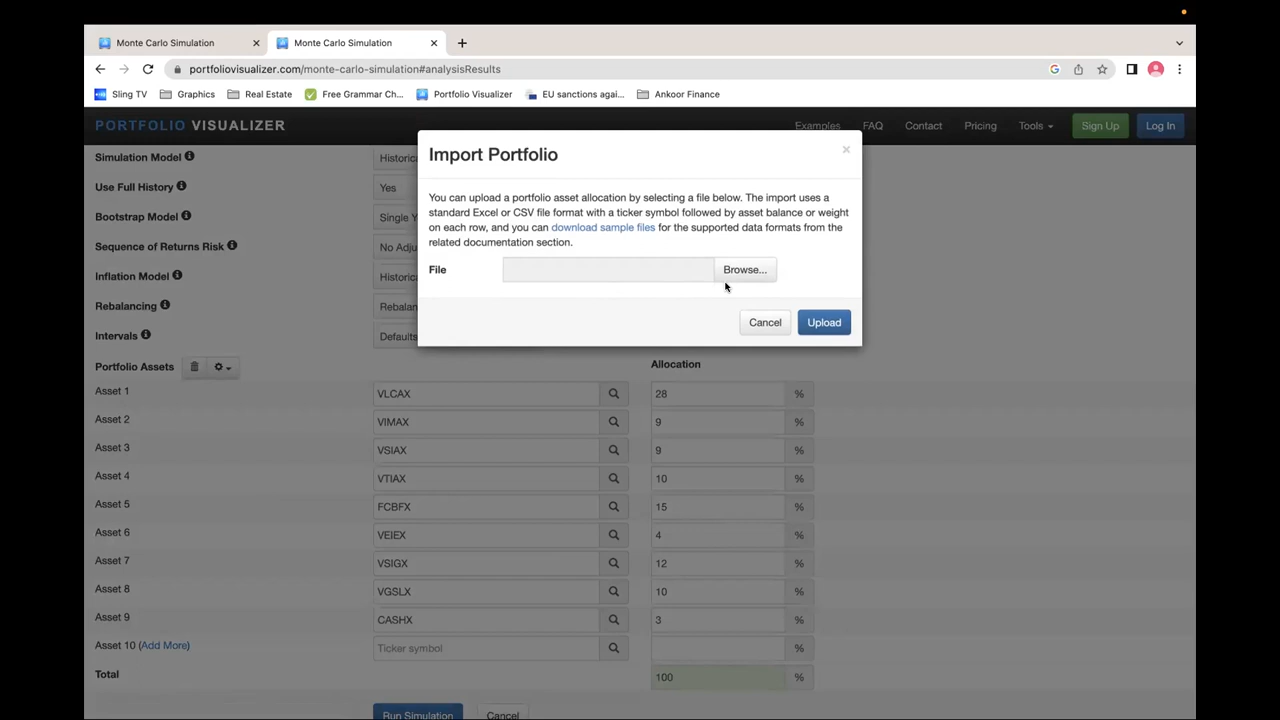 Monte Carlo Simulation
Monte Carlo Simulation
portfoliovisualizer.com/monte-carlo-simulation#analysisResults
Sling TV Graphics Real Estate Free Grammar Ch... Portfolio Visualizer EU sanctions agai... Ankoor Finance
PORTFOLIO VISUALIZER Examples FAQ Contact Pricing Tools Sign Up Log In
Import Portfolio
You can upload a portfolio asset allocation by selecting a file below. The import uses a
standard Excel or CSV file format with a ticker symbol followed by asset balance or weight
on each row, and you can download sample files for the supported data formats from the
related documentation section.
File Browse...
Cancel Upload
Simulation Model Historic
Use Full History Yes
Bootstrap Model Single Y
Sequence of Returns Risk No Adju
Inflation Model Historic
Rebalancing Rebalan
Intervals Defaults
Portfolio Assets Allocation
Asset 1 VLCAX 28 %
Asset 2 VIMAX 9 %
Asset 3 VSIAX 9 %
Asset 4 VTIAX 10 %
Asset 5 FCBFX 15 %
Asset 6 VEIEX 4 %
Asset 7 VSIGX 12 %
Asset 8 VGSLX 10 %
Asset 9 CASHX 3 %
Asset 10 (Add More) Ticker symbol %
Total 100 %
Run Simulation Cancel